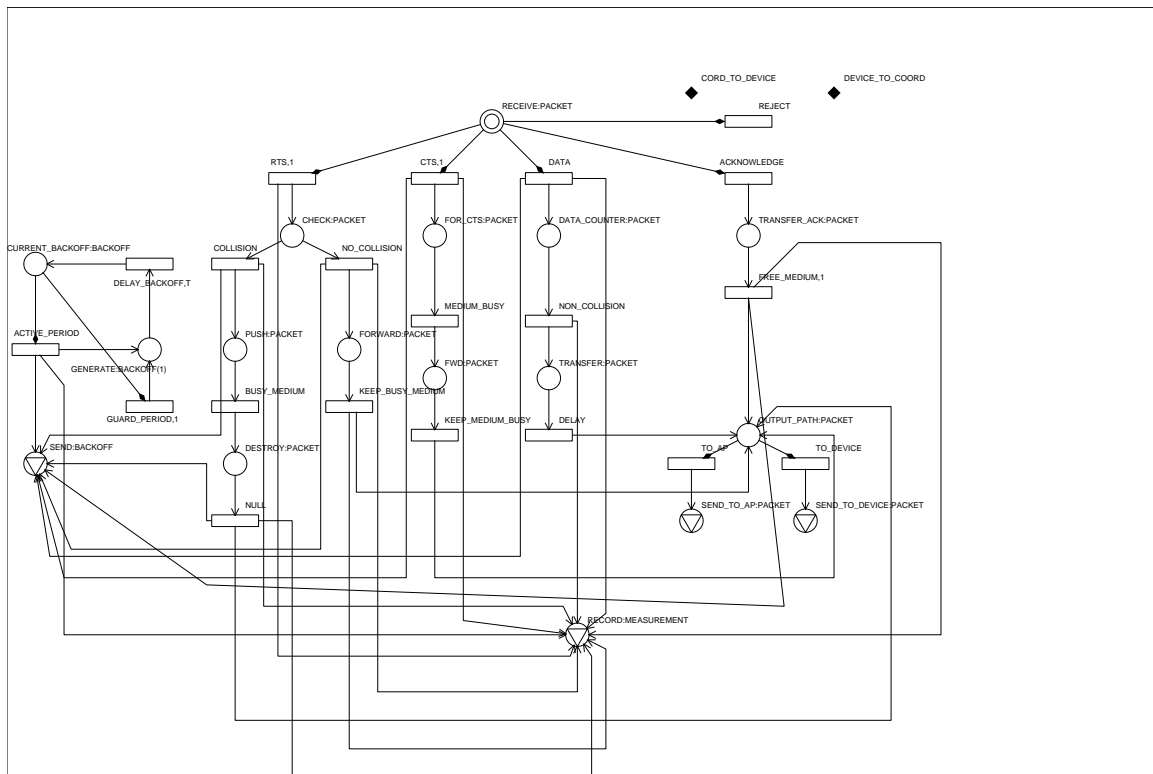 CORD_TO_DEVICE
DEVICE_TO_COORD
RECEIVE:PACKET
REJECT
RTS,1
CTS,1
DATA
ACKNOWLEDGE
CHECK:PACKET
FOR_CTS:PACKET
DATA_COUNTER:PACKET
TRANSFER_ACK:PACKET
CURRENT_BACKOFF:BACKOFF
COLLISION
NO_COLLISION
DELAY_BACKOFF,T
FREE_MEDIUM,1
MEDIUM_BUSY
NON_COLLISION
ACTIVE_PERIOD
PUSH:PACKET
FORWARD:PACKET
GENERATE:BACKOFF(1)
FWD:PACKET
TRANSFER:PACKET
BUSY_MEDIUM
KEEP_BUSY_MEDIUM
GUARD_PERIOD,1
KEEP_MEDIUM_BUSY
DELAY
OUTPUT_PATH:PACKET
SEND:BACKOFF
DESTROY:PACKET
TO_AP
TO_DEVICE
NULL
SEND_TO_AP:PACKET
SEND_TO_DEVICE:PACKET
RECORD:MEASUREMENT